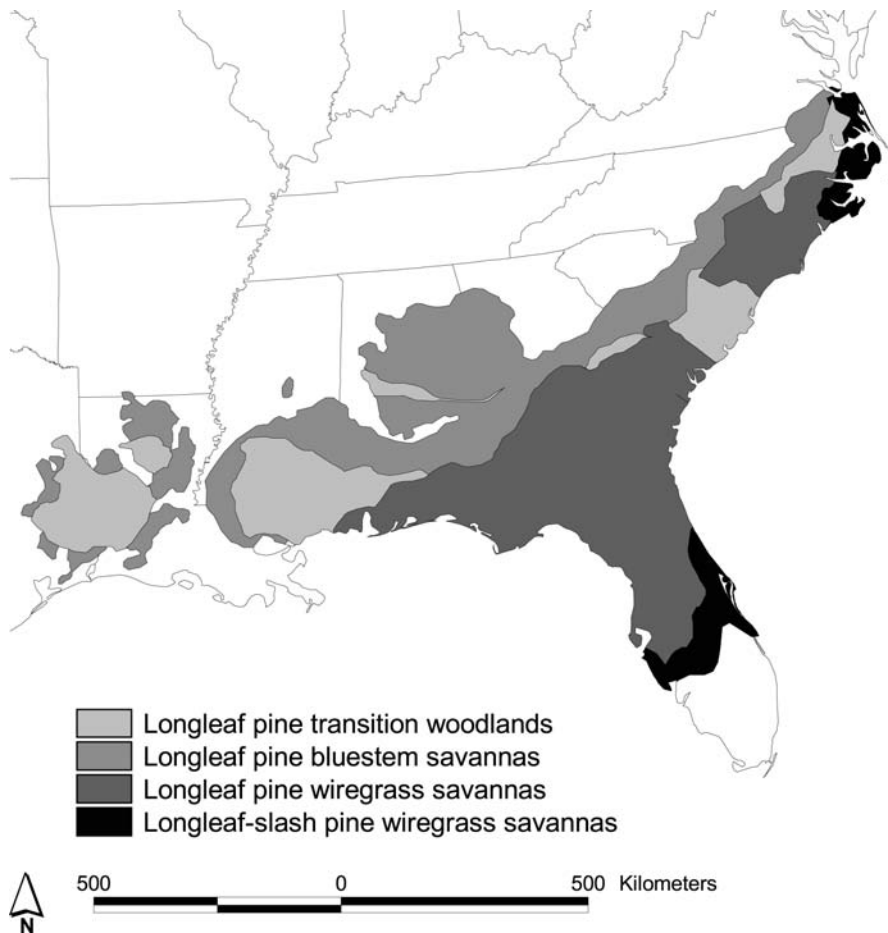 Longleaf pine transition woodlands
Longleaf pine bluestem savannas
Longleaf pine wiregrass savannas
Longleaf-slash pine wiregrass savannas
500 0 500 Kilometers
N